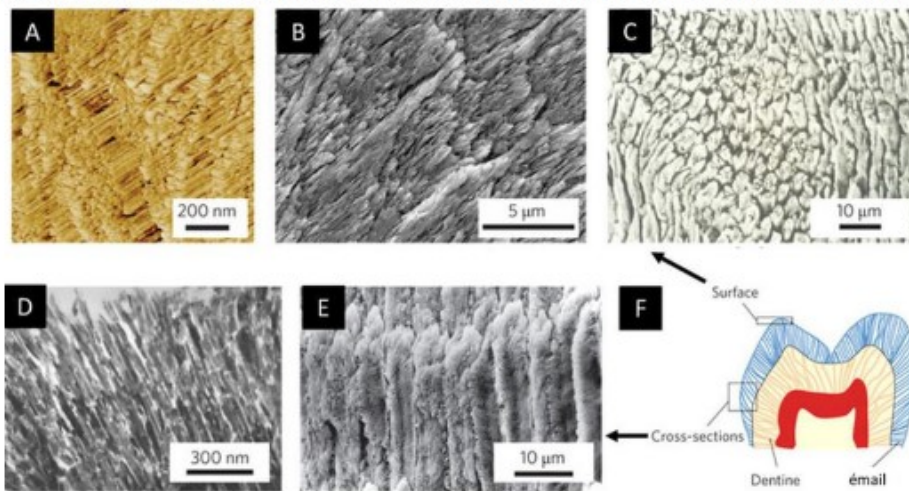 A
200 nm
B
5 µm
C
10 µm
D
300 nm
E
10 µm
F
Surface
Cross-sections
Dentine
émail